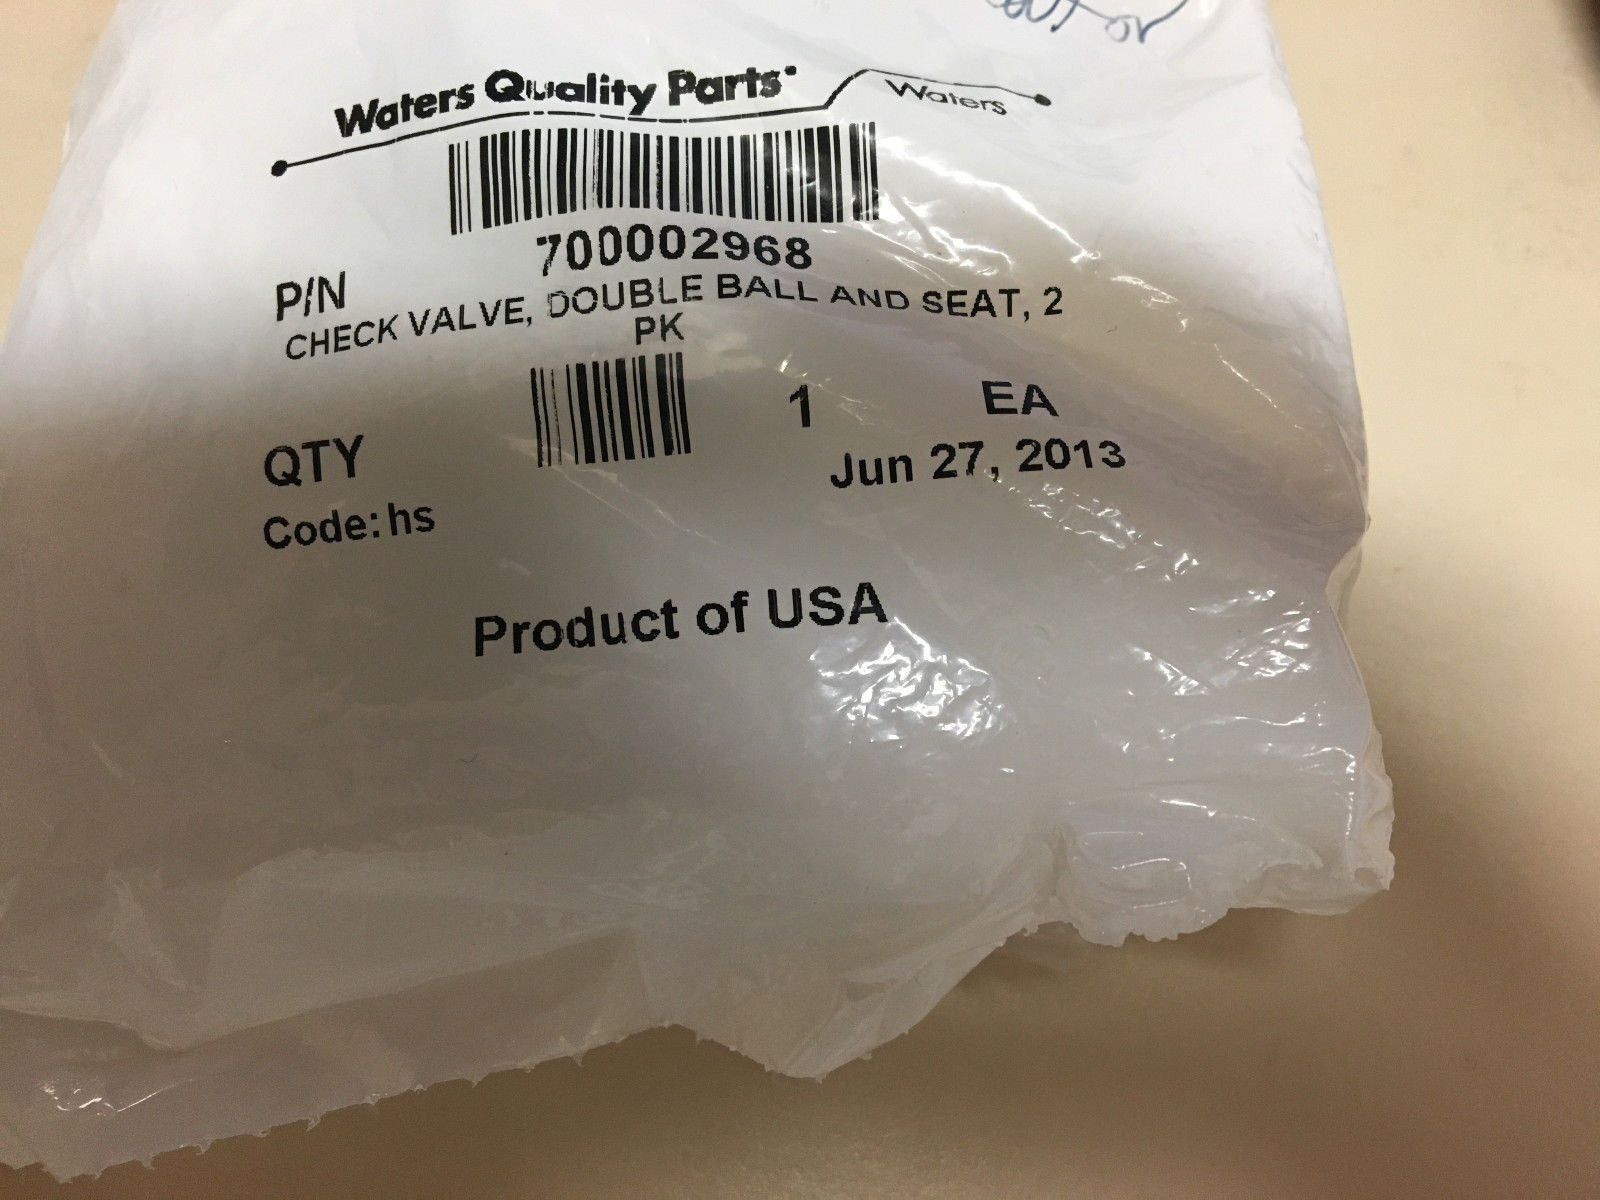 Waters Quality Parts
Waters
700002968
P/N
CHECK VALVE, DOUBLE BALL AND SEAT, 2
PK
1 EA
QTY
Jun 27, 2013
Code:hs
Product of USA